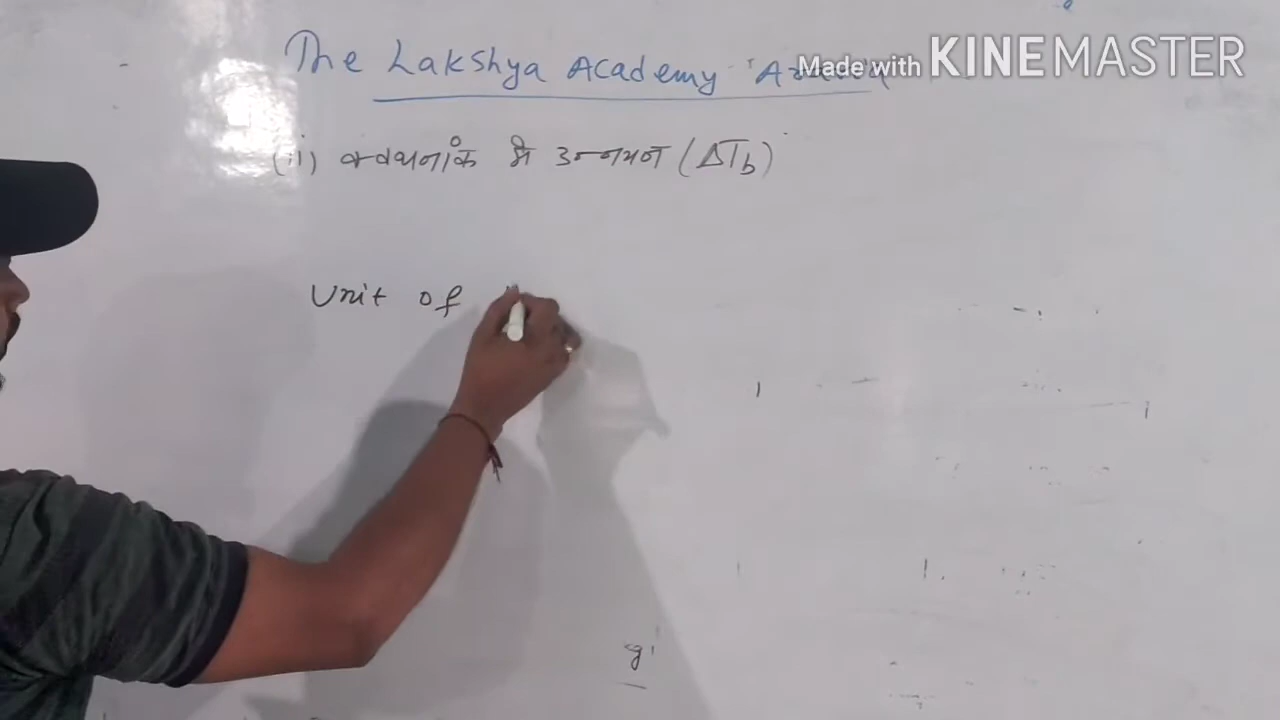 The Lakshya Academy
Made with KINEMASTER
(ii) क्वथनांक में उन्नयन (ΔTb)
Unit of
g